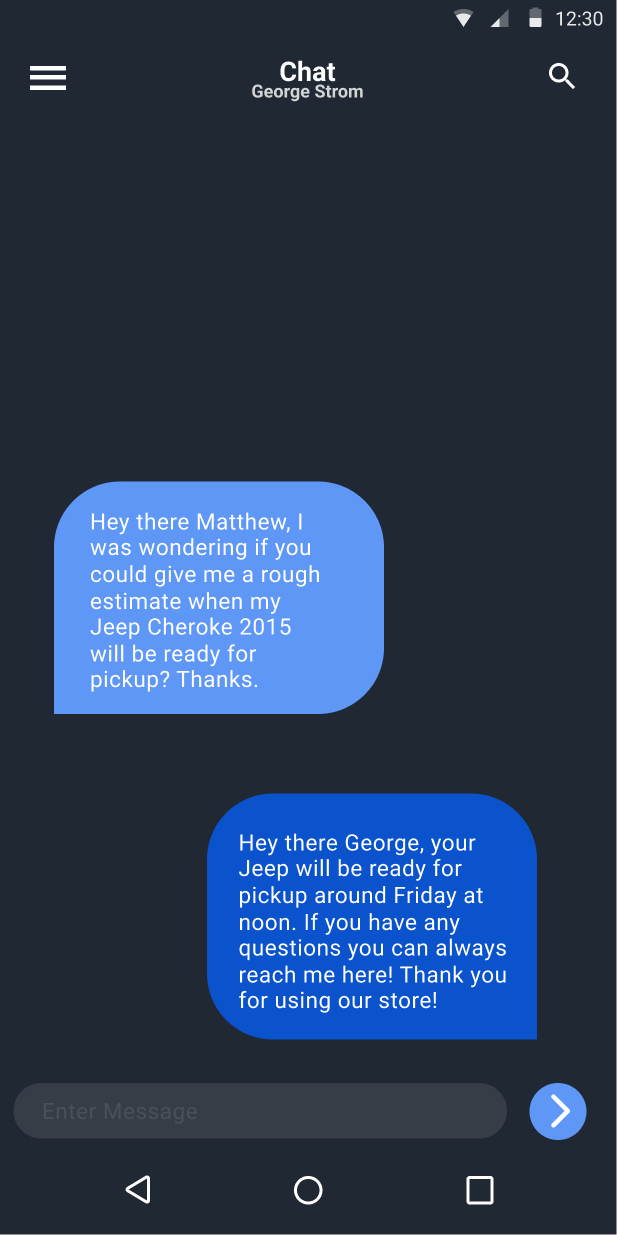 12:30
Chat
George Strom
Hey there Matthew, I
was wondering if you
could give me a rough
estimate when my
Jeep Cheroke 2015
will be ready for
pickup? Thanks.
Hey there George, your
Jeep will be ready for
pickup around Friday at
noon. If you have any
questions you can always
reach me here! Thank you
for using our store!
Enter Message